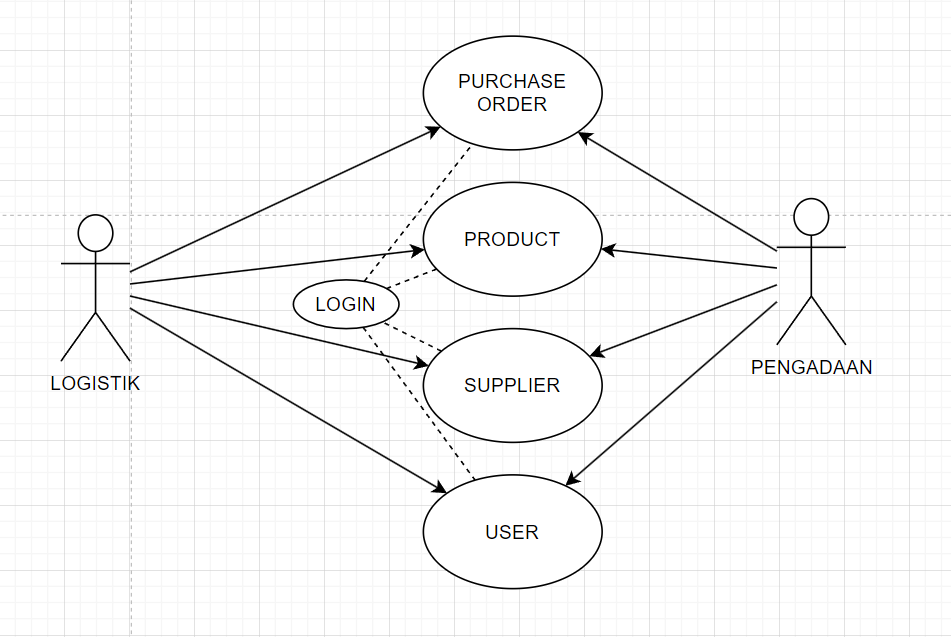 PURCHASE
ORDER
PRODUCT
LOGIN
SUPPLIER
USER
LOGISTIK
PENGADAAN